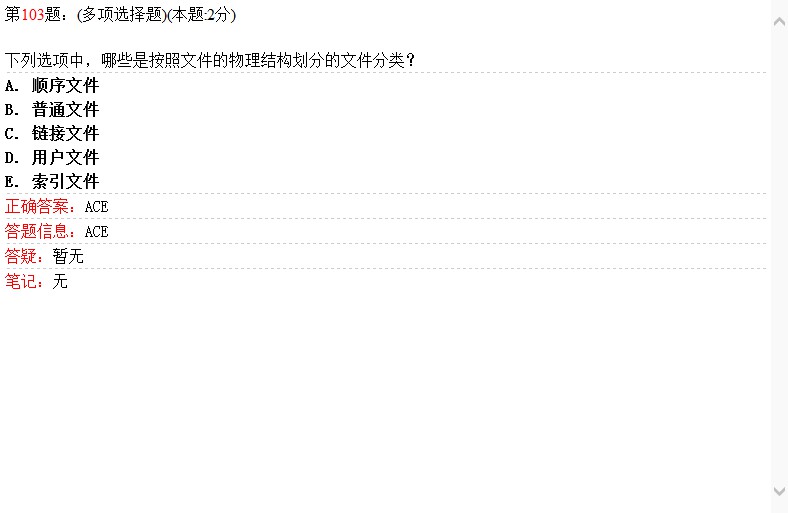 第103题：(多项选择题)(本题:2分)
下列选项中，哪些是按照文件的物理结构划分的文件分类？
A. 顺序文件
B. 普通文件
C. 链接文件
D. 用户文件
E. 索引文件
正确答案：ACE
答题信息：ACE
答疑：暂无
笔记：无